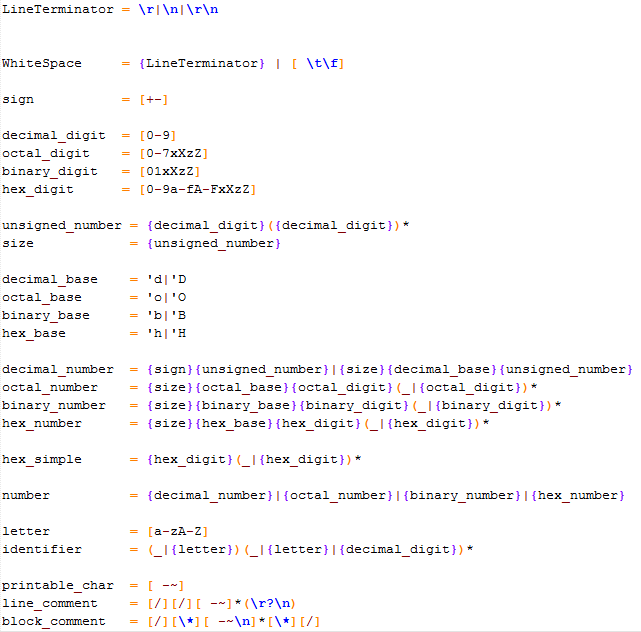 LineTerminator = \r|\n|\r\n
WhiteSpace     = {LineTerminator} | [ \t\f]
sign           = [+-]
decimal_digit  = [0-9]
octal_digit    = [0-7xXzZ]
binary_digit   = [01xXzZ]
hex_digit      = [0-9a-fA-FxXzZ]
unsigned_number = {decimal_digit}({decimal_digit})*
size            = {unsigned_number}
decimal_base    = 'd|'D
octal_base      = 'o|'O
binary_base     = 'b|'B
hex_base        = 'h|'H
decimal_number  = {sign}{unsigned_number}|{size}{decimal_base}{unsigned_number}
octal_number    = {size}{octal_base}{octal_digit}(_|{octal_digit})*
binary_number   = {size}{binary_base}{binary_digit}(_|{binary_digit})*
hex_number      = {size}{hex_base}{hex_digit}(_|{hex_digit})*
hex_simple      = {hex_digit}(_|{hex_digit})*
number          = {decimal_number}|{octal_number}|{binary_number}|{hex_number}
letter          = [a-zA-Z]
identifier      = (_|{letter})(_|{letter}|{decimal_digit})*
printable_char  = [ -~]
line_comment    = [/][/][ -~]*(\r?\n)
block_comment   = [/][\*][ -~\n]*[\*][/]